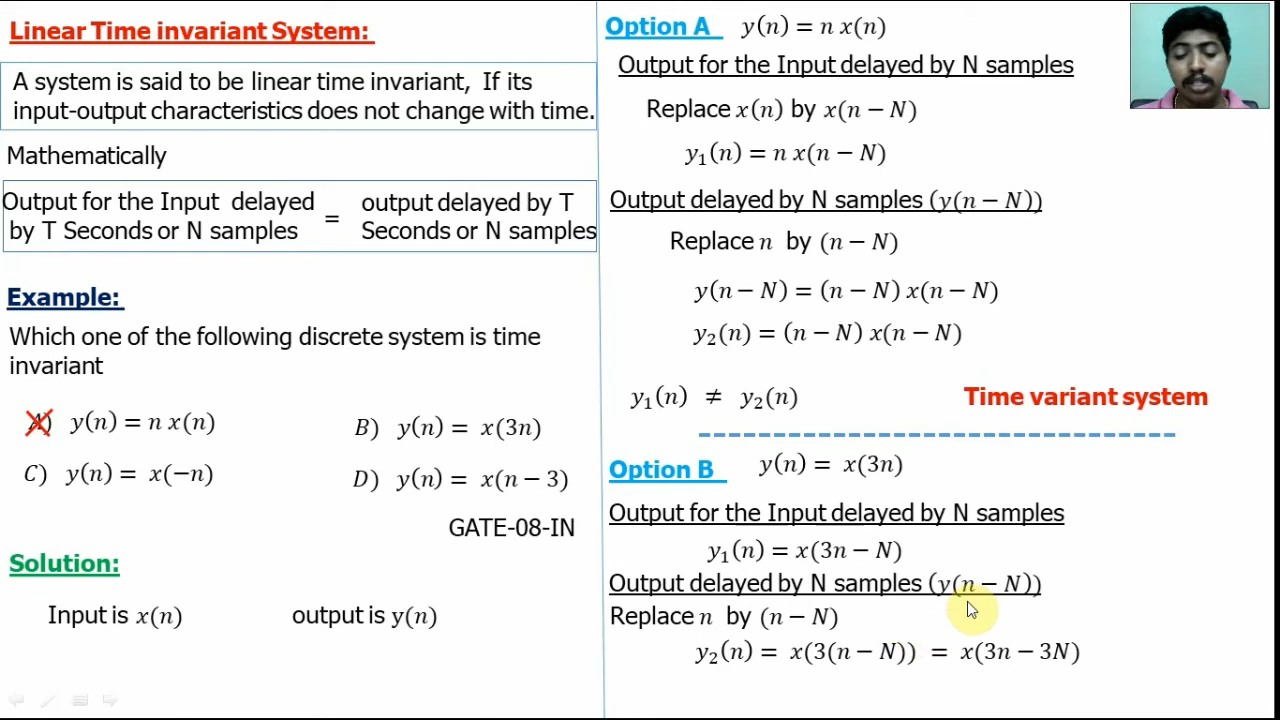 Linear Time invariant System:
A system is said to be linear time invariant, If its
input-output characteristics does not change with time.
Mathematically
Output for the Input delayed
by T Seconds or N samples
=
output delayed by T
Seconds or N samples
Example:
Which one of the following discrete system is time
invariant
A) y(n) = n x(n)
B) y(n) = x(3n)
C) y(n) = x(−n)
D) y(n) = x(n − 3)
GATE-08-IN
Solution:
Input is x(n) output is y(n)
Option A y(n) = n x(n)
Output for the Input delayed by N samples
Replace x(n) by x(n − N)
y₁(n) = n x(n − N)
Output delayed by N samples (y(n − N))
Replace n by (n − N)
y(n − N) = (n − N) x(n − N)
y₂(n) = (n − N) x(n − N)
y₁(n) ≠ y₂(n) Time variant system
Option B y(n) = x(3n)
Output for the Input delayed by N samples
y₁(n) = x(3n − N)
Output delayed by N samples (y(n − N))
Replace n by (n − N)
y₂(n) = x(3(n − N)) = x(3n − 3N)